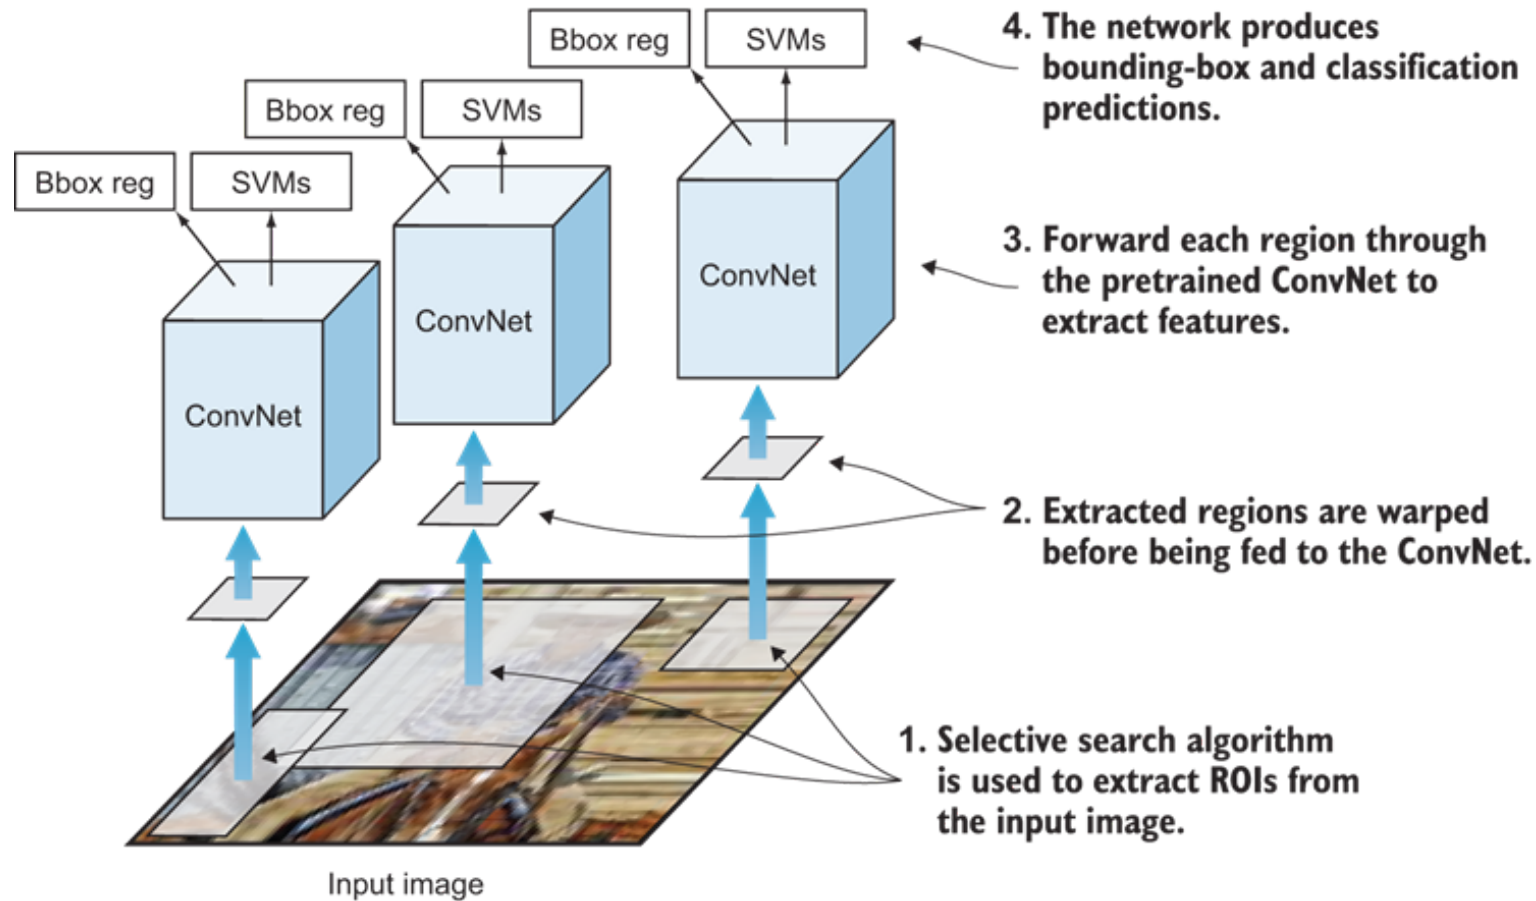 Bbox reg
SVMs
4. The network produces
bounding-box and classification
predictions.
Bbox reg
SVMs
Bbox reg
SVMs
ConvNet
3. Forward each region through
the pretrained ConvNet to
extract features.
ConvNet
ConvNet
2. Extracted regions are warped
before being fed to the ConvNet.
1. Selective search algorithm
is used to extract ROIs from
the input image.
Input image